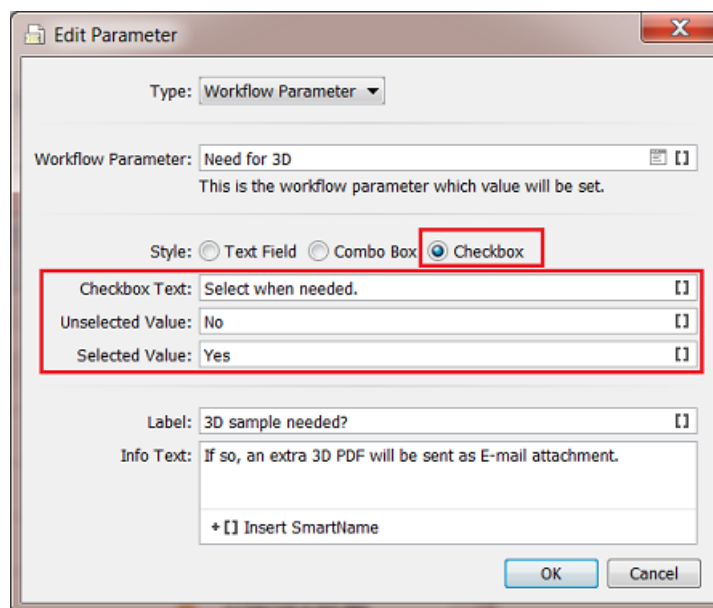 Edit Parameter
Type: Workflow Parameter
Workflow Parameter: Need for 3D
This is the workflow parameter which value will be set.
Style: Text Field Combo Box Checkbox
Checkbox Text: Select when needed.
Unselected Value: No
Selected Value: Yes
Label: 3D sample needed?
Info Text: If so, an extra 3D PDF will be sent as E-mail attachment.
+ [] Insert SmartName
OK Cancel